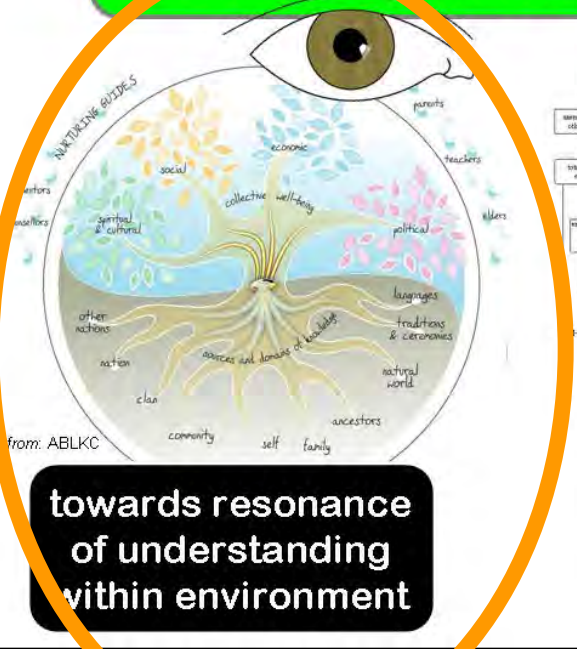 NURTURING GUIDES
parents
economic
teachers
social
collective well-being
elders
spiritual
& cultural
political
languages
other
nations
traditions
& ceremonies
sources and domains of knowledge
nation
natural
world
clan
ancestors
community
self
family
from: ABLKC
towards resonance
of understanding
within environment